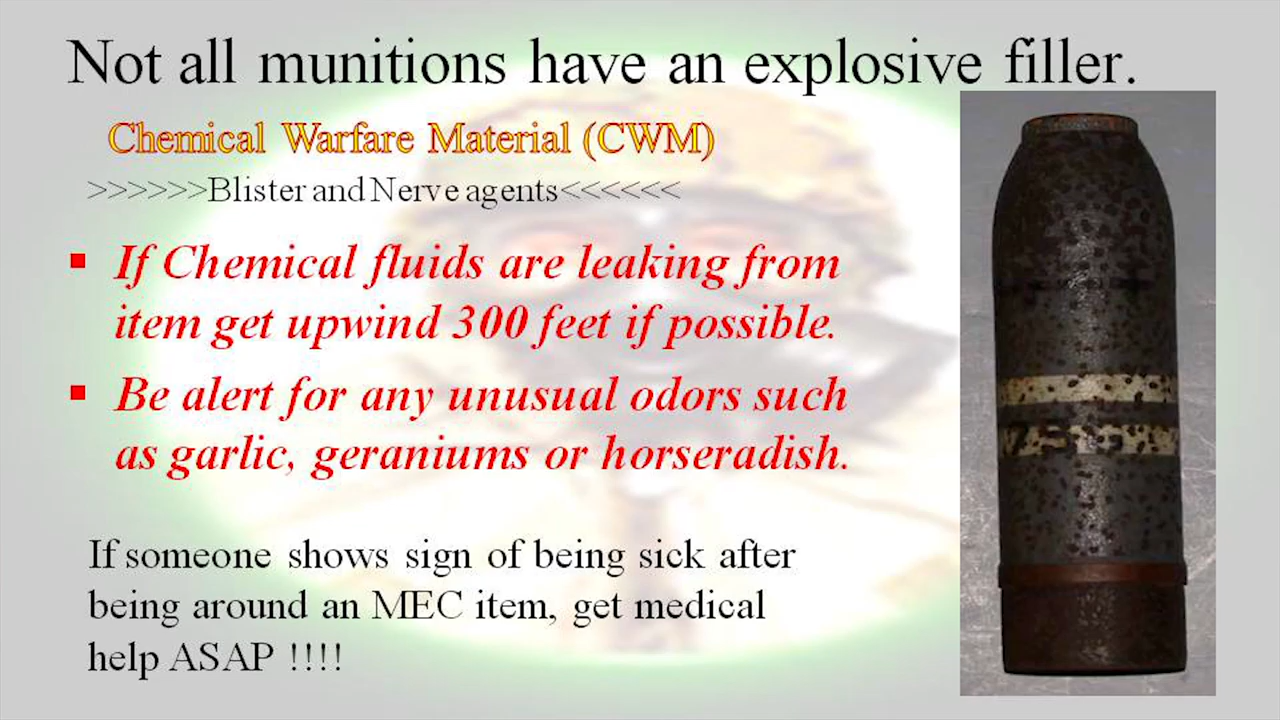 Not all munitions have an explosive filler.
Chemical Warfare Material (CWM)
>>>>>>Blister and Nerve agents<<<<<<
▪ If Chemical fluids are leaking from
item get upwind 300 feet if possible.
▪ Be alert for any unusual odors such
as garlic, geraniums or horseradish.
If someone shows sign of being sick after
being around an MEC item, get medical
help ASAP !!!!